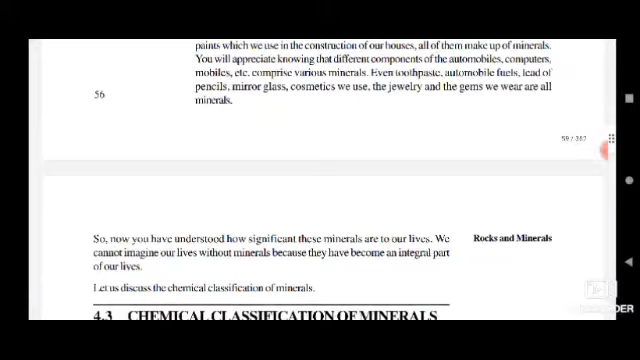 paints which we use in the construction of our houses, all of them make up of minerals.
You will appreciate knowing that different components of the automobiles, computers,
mobiles, etc. comprise various minerals. Even toothpaste, automobile fuels, lead of
pencils, mirror glass, cosmetics we use, the jewelry and the gems we wear are all
56
minerals.
59 / 382
So, now you have understood how significant these minerals are to our lives. We
Rocks and Minerals
cannot imagine our lives without minerals because they have become an integral part
of our lives.
Let us discuss the chemical classification of minerals.
4.3 CHEMICAL CLASSIFICATION OF MINERALS